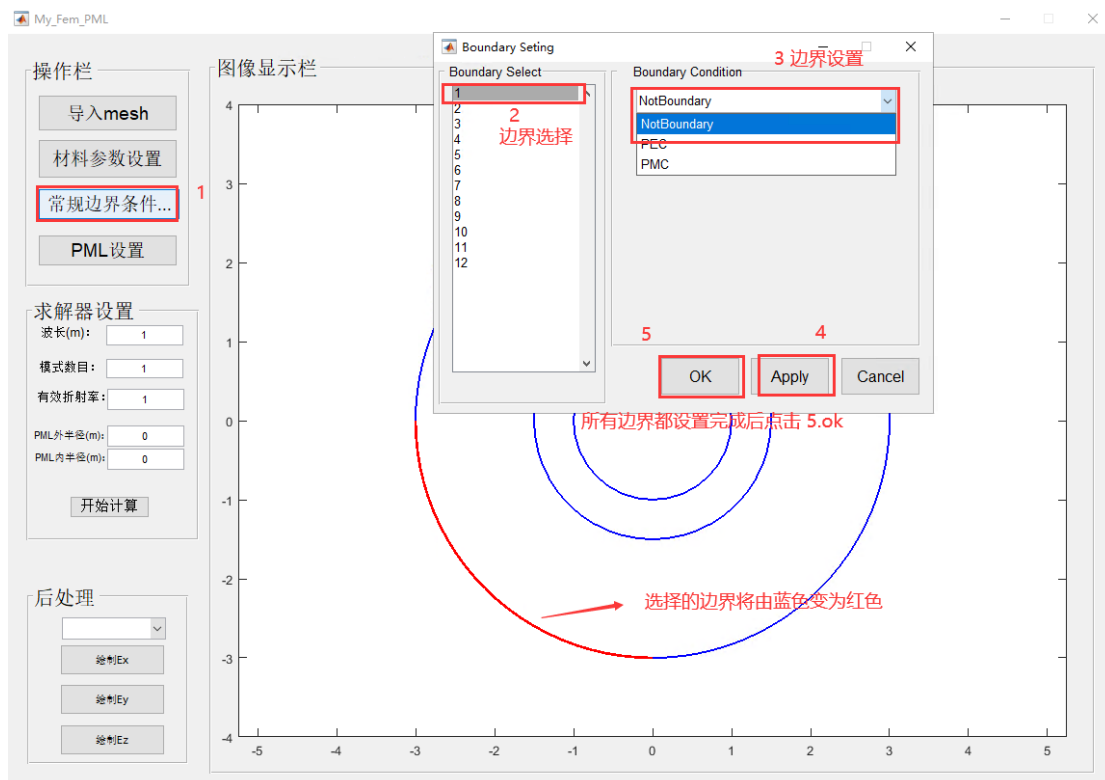 My_Fem_PML
操作栏
导入mesh
材料参数设置
常规边界条件...
1
PML设置
求解器设置
波长(m)： 1
模式数目： 1
有效折射率： 1
PML外半径(m)： 0
PML内半径(m)： 0
开始计算
后处理
绘制Ex
绘制Ey
绘制Ez
图像显示栏
Boundary Seting
Boundary Select
1
2
3
4
5
6
7
8
9
10
11
12
2
边界选择
3 边界设置
Boundary Condition
NotBoundary
NotBoundary
PEC
PMC
5
4
OK
Apply
Cancel
所有边界都设置完成后点击 5.ok
选择的边界将由蓝色变为红色
4
3
2
1
0
-1
-2
-3
-4
-5 -4 -3 -2 -1 0 1 2 3 4 5